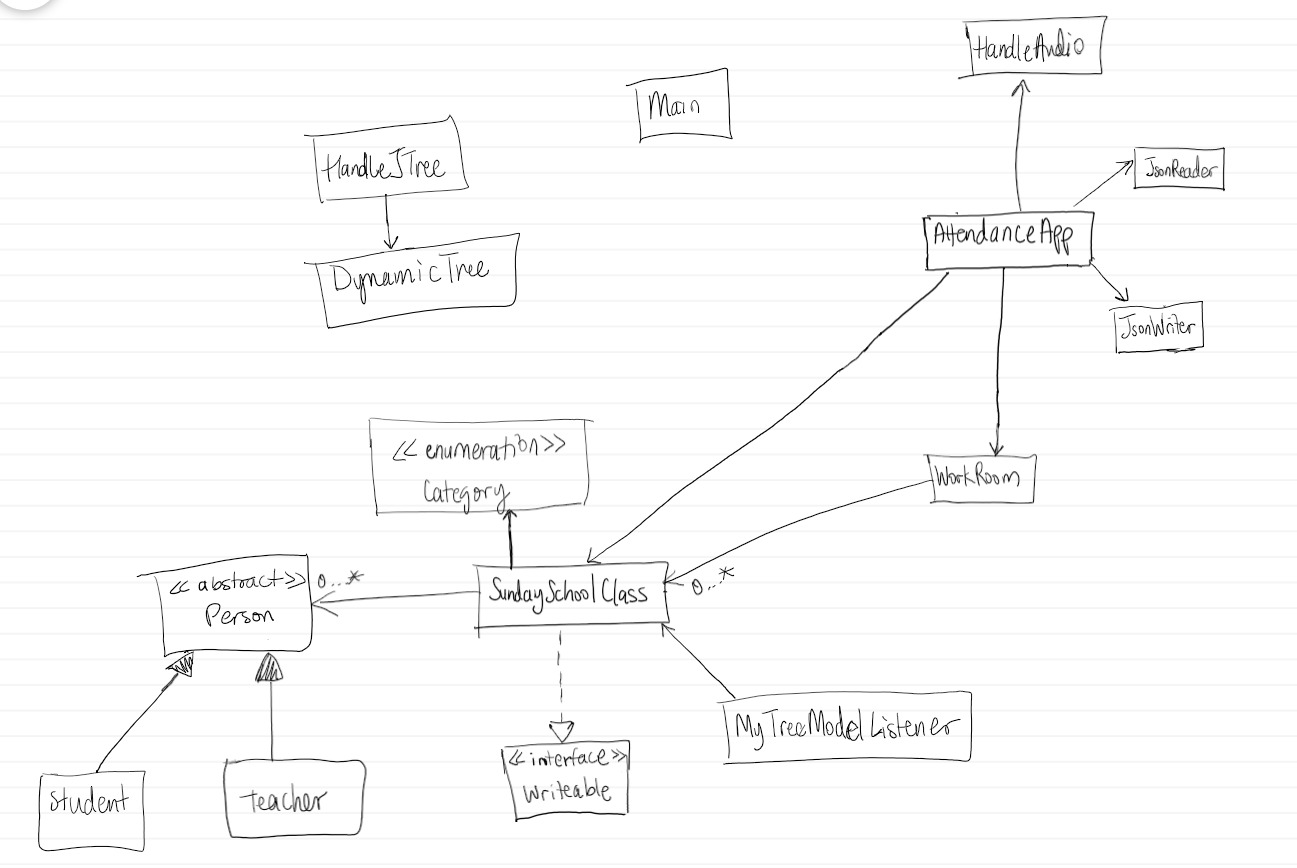 HandleAudio
Main
HandleJTree
JsonReader
AttendanceApp
DynamicTree
JsonWriter
<< enumeration >>
Category
WorkRoom
<< abstract >>
Person
0..*
SundaySchoolClass
0..*
MyTreeModelListener
<< interface >>
Writeable
Student
Teacher